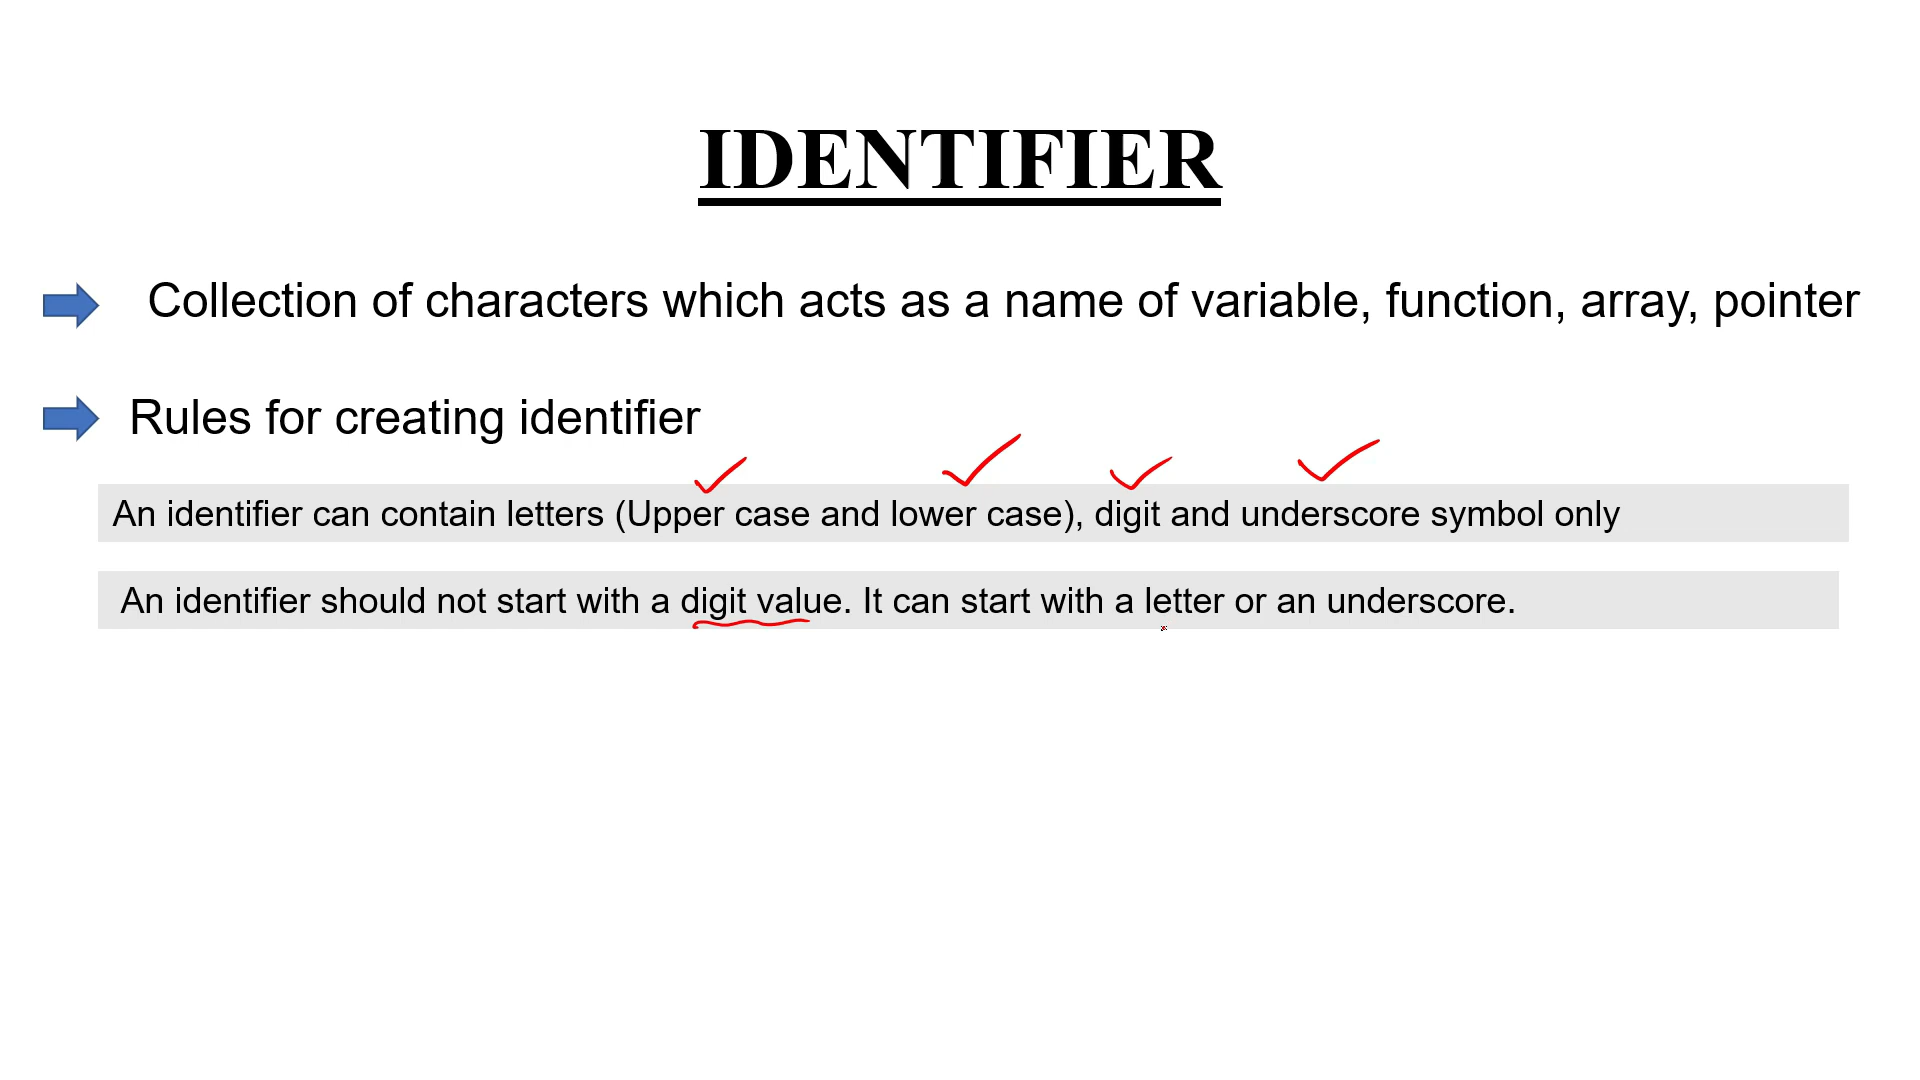 IDENTIFIER
Collection of characters which acts as a name of variable, function, array, pointer
Rules for creating identifier
An identifier can contain letters (Upper case and lower case), digit and underscore symbol only
An identifier should not start with a digit value. It can start with a letter or an underscore.